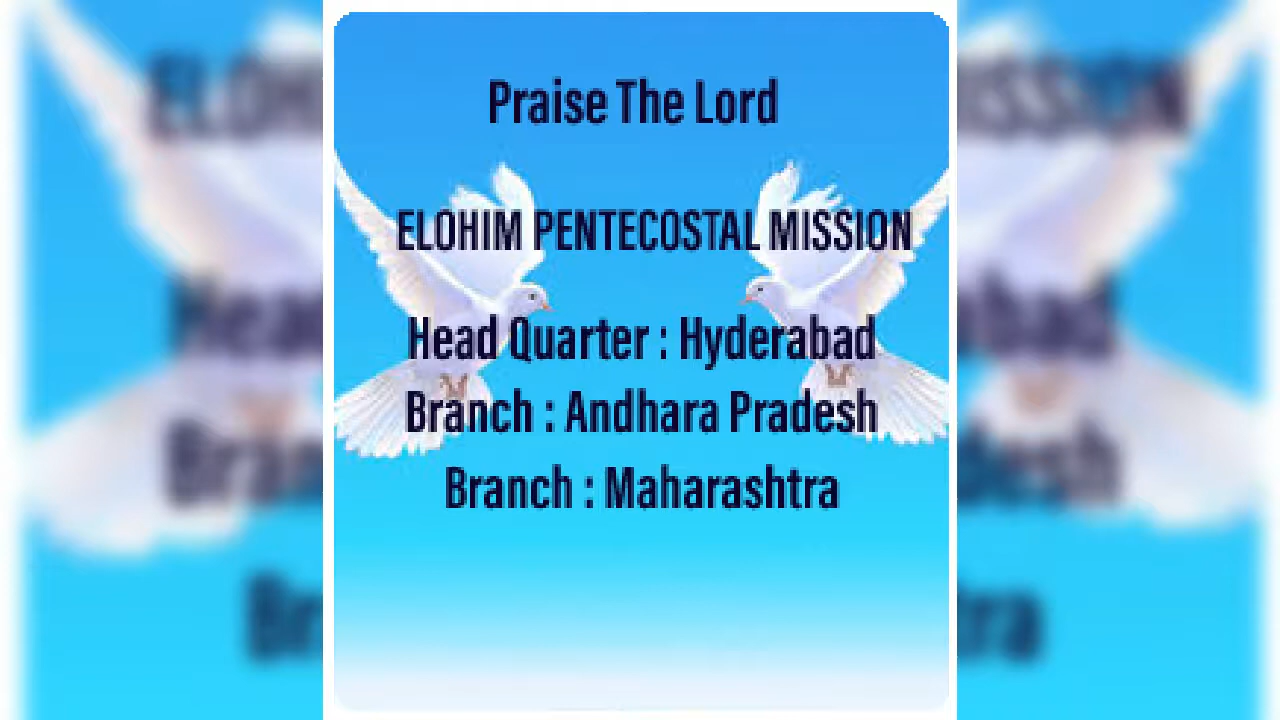 Praise The Lord
ELOHIM PENTECOSTAL MISSION
Head Quarter : Hyderabad
Branch : Andhara Pradesh
Branch : Maharashtra